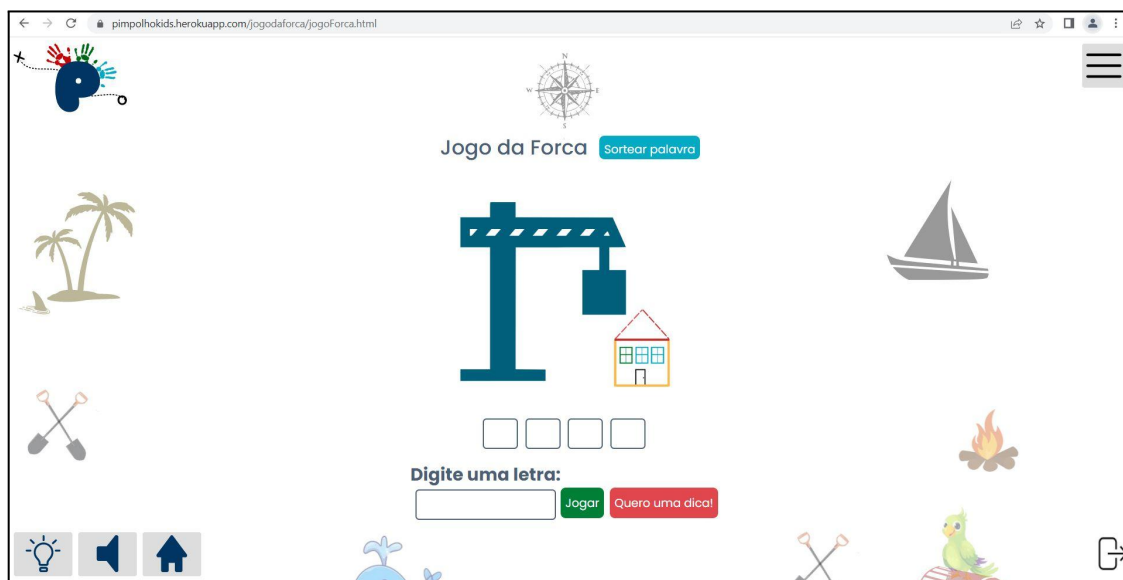 pimpolhokids.herokuapp.com/jogodaforca/jogoForca.html
N
W E
S
Jogo da Forca Sortear palavra
Digite uma letra:
Jogar Quero uma dica!